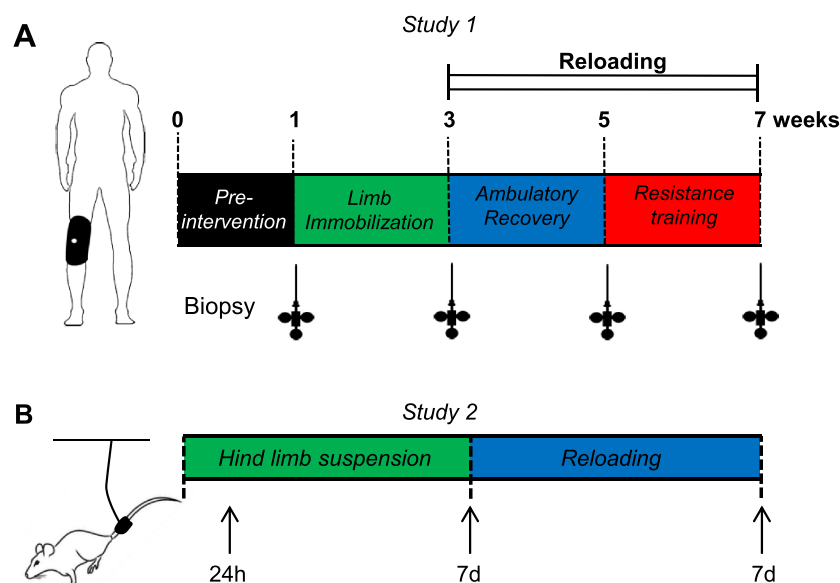 A
Study 1
Reloading
0 1 3 5 7 weeks
Pre-
intervention
Limb
Immobilization
Ambulatory
Recovery
Resistance
training
Biopsy
B
Study 2
Hind limb suspension
Reloading
24h 7d 7d